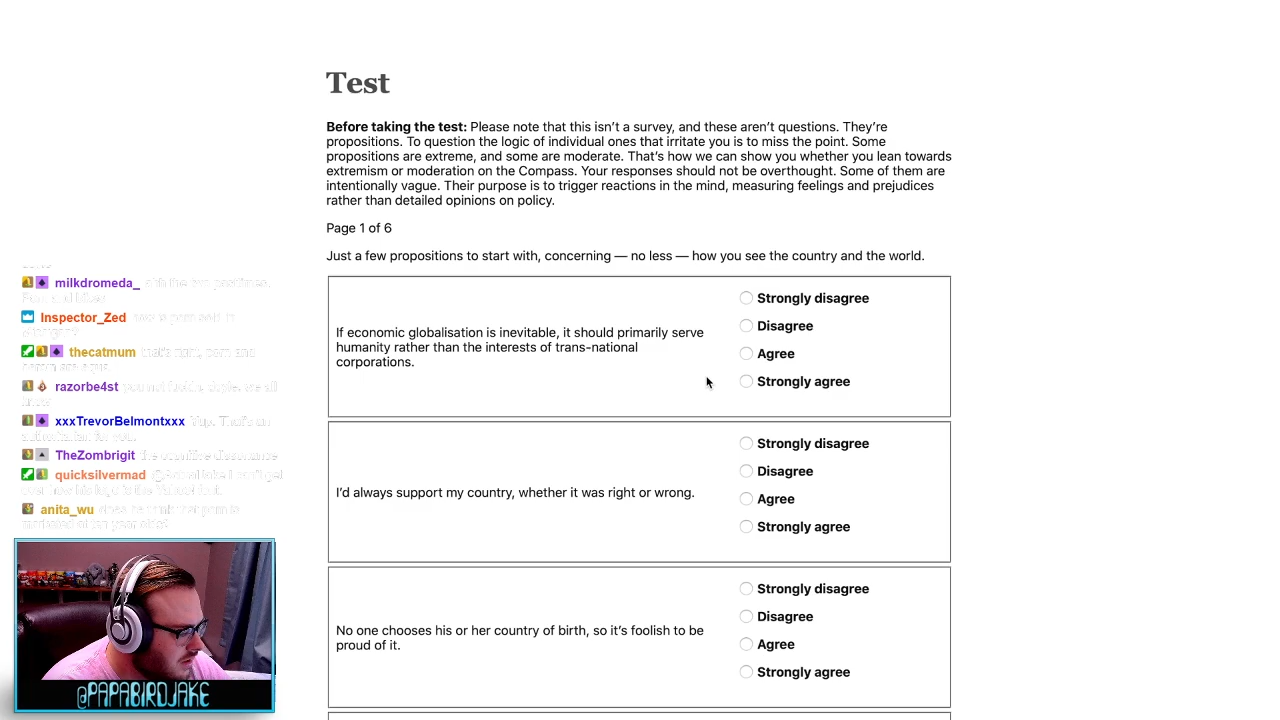 Test
Before taking the test: Please note that this isn't a survey, and these aren't questions. They're
propositions. To question the logic of individual ones that irritate you is to miss the point. Some
propositions are extreme, and some are moderate. That's how we can show you whether you lean towards
extremism or moderation on the Compass. Your responses should not be overthought. Some of them are
intentionally vague. Their purpose is to trigger reactions in the mind, measuring feelings and prejudices
rather than detailed opinions on policy.
Page 1 of 6
Just a few propositions to start with, concerning — no less — how you see the country and the world.
If economic globalisation is inevitable, it should primarily serve
humanity rather than the interests of trans-national
corporations.
Strongly disagree
Disagree
Agree
Strongly agree
I'd always support my country, whether it was right or wrong.
Strongly disagree
Disagree
Agree
Strongly agree
No one chooses his or her country of birth, so it's foolish to be
proud of it.
Strongly disagree
Disagree
Agree
Strongly agree
milkdromeda_
Inspector_Zed
thecatmum
razorbe4st
xxxTrevorBelmontxxx
TheZombrigit the cognitive dissonance
quicksilvermad
anita_wu
@PAPABIRDJAKE